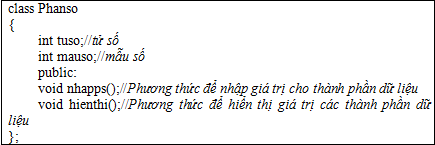 class Phanso
{
int tuso;//tử số
int mauso;//mẫu số
public:
void nhapps();//Phương thức để nhập giá trị cho thành phần dữ liệu
void hienthi();//Phương thức để hiển thị giá trị các thành phần dữ
liệu
};